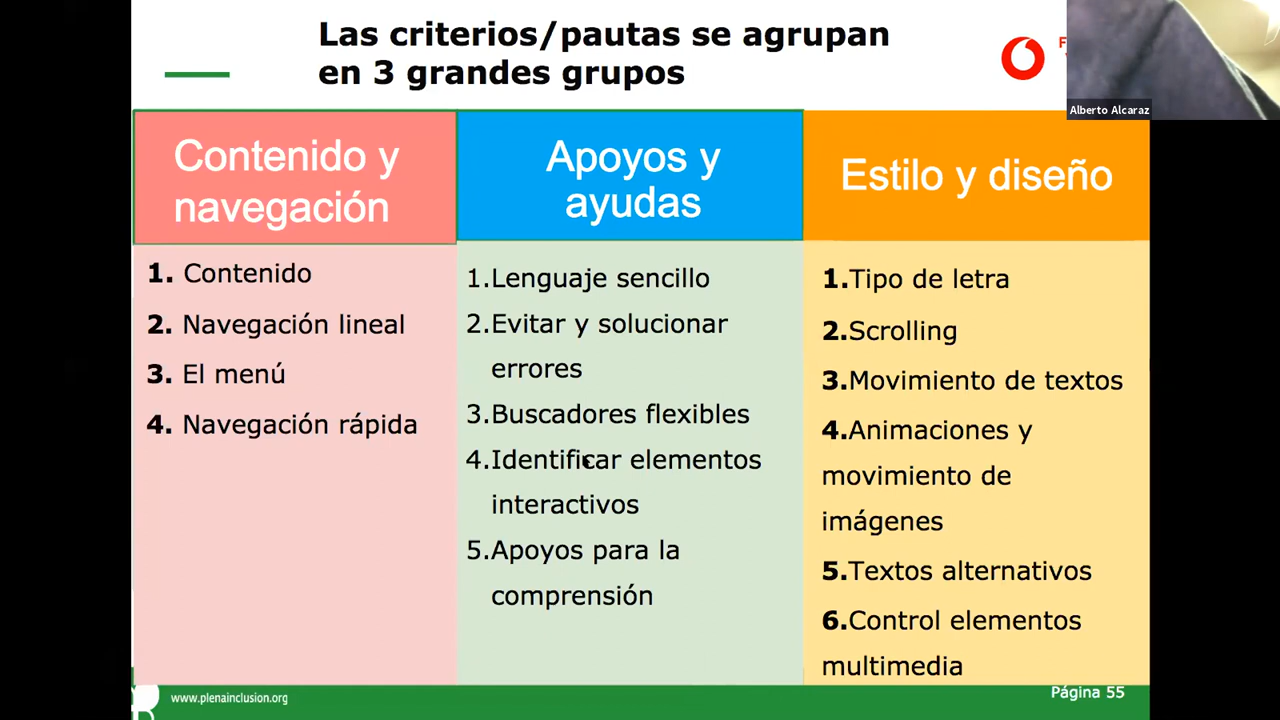 Las criterios/pautas se agrupan
en 3 grandes grupos
Alberto Alcaraz
Contenido y
navegación
1. Contenido
2. Navegación lineal
3. El menú
4. Navegación rápida
Apoyos y
ayudas
1.Lenguaje sencillo
2.Evitar y solucionar
errores
3.Buscadores flexibles
4.Identificar elementos
interactivos
5.Apoyos para la
comprensión
Estilo y diseño
1.Tipo de letra
2.Scrolling
3.Movimiento de textos
4.Animaciones y
movimiento de
imágenes
5.Textos alternativos
6.Control elementos
multimedia
www.plenainclusion.org
Página 55